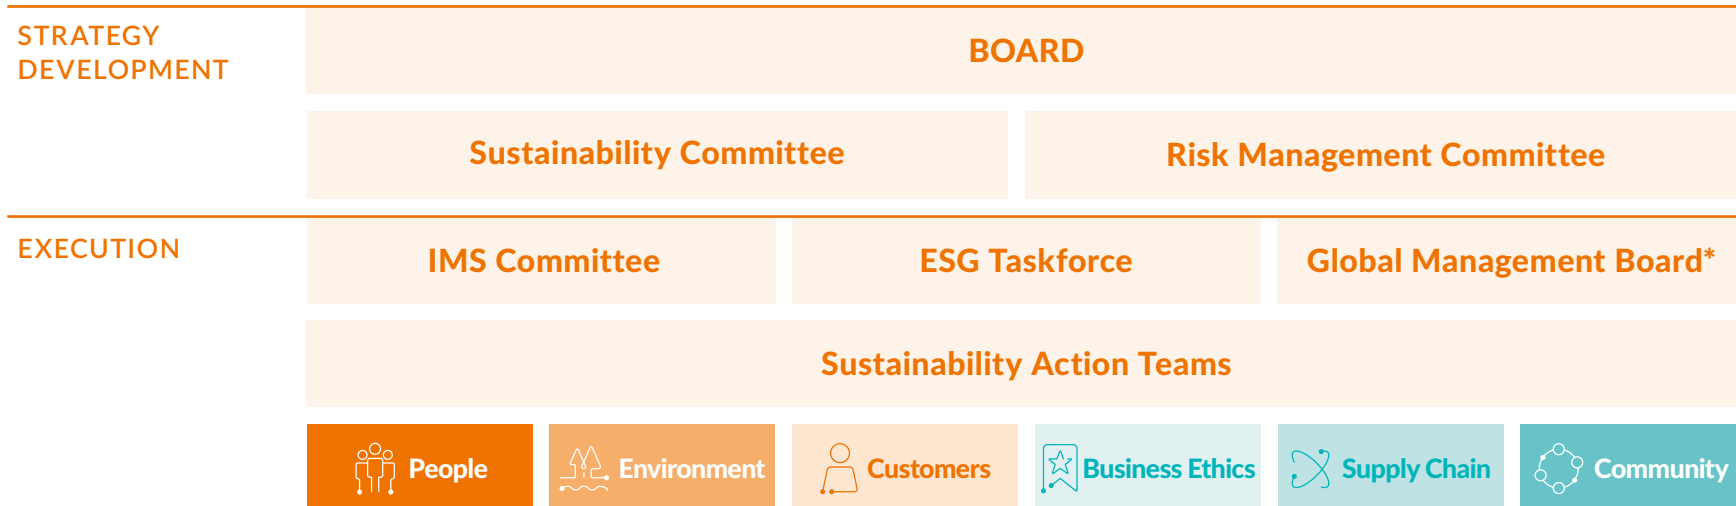 STRATEGY
DEVELOPMENT
BOARD
Sustainability Committee
Risk Management Committee
EXECUTION
IMS Committee
ESG Taskforce
Global Management Board*
Sustainability Action Teams
People
Environment
Customers
Business Ethics
Supply Chain
Community